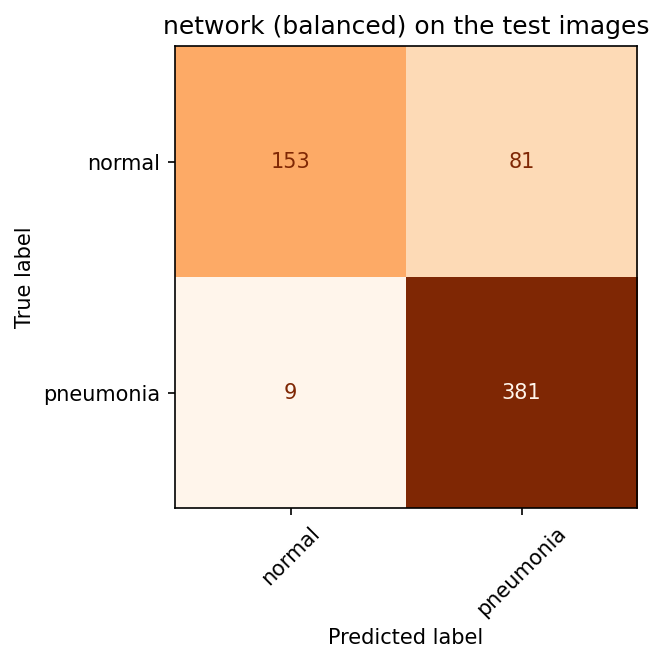 network (balanced) on the test images
True label
normal
153
81
pneumonia
9
381
normal
pneumonia
Predicted label